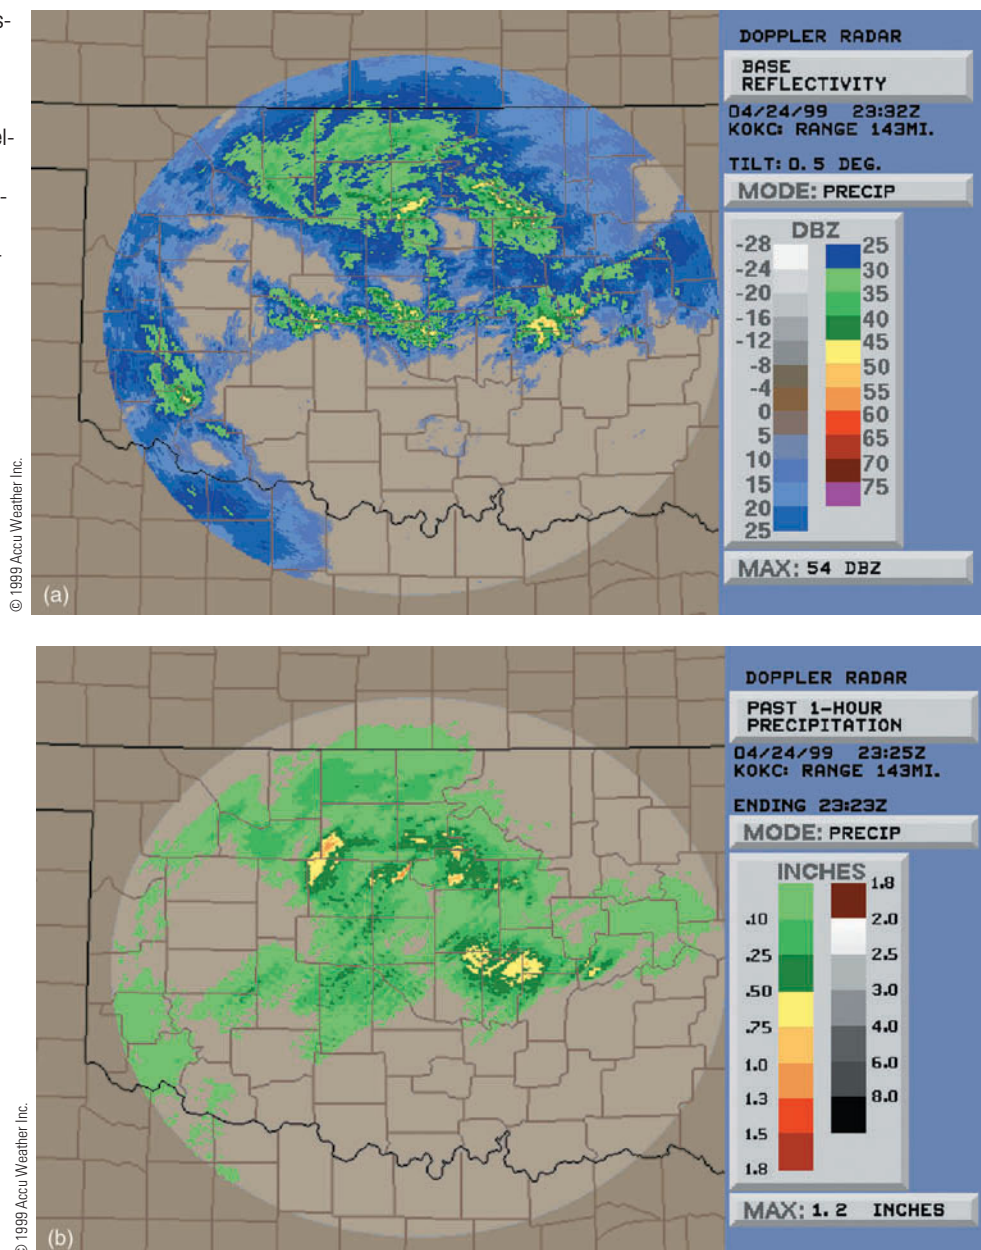 s-
el-
-
DOPPLER RADAR
BASE
REFLECTIVITY
04/24/99 23:32Z
KOKC: RANGE 143MI.
TILT: 0.5 DEG.
MODE: PRECIP
DBZ
-28 25
-24 30
-20 35
-16 40
-12 45
-8 50
-4 55
0 60
5 65
10 70
15 75
20
25
MAX: 54 DBZ
(a)
© 1999 Accu Weather Inc.
DOPPLER RADAR
PAST 1-HOUR
PRECIPITATION
04/24/99 23:25Z
KOKC: RANGE 143MI.
ENDING 23:23Z
MODE: PRECIP
INCHES
1.8
.10 2.0
.25 2.5
.50 3.0
.75 4.0
1.0 6.0
1.3 8.0
1.5
1.8
MAX: 1.2 INCHES
(b)
© 1999 Accu Weather Inc.